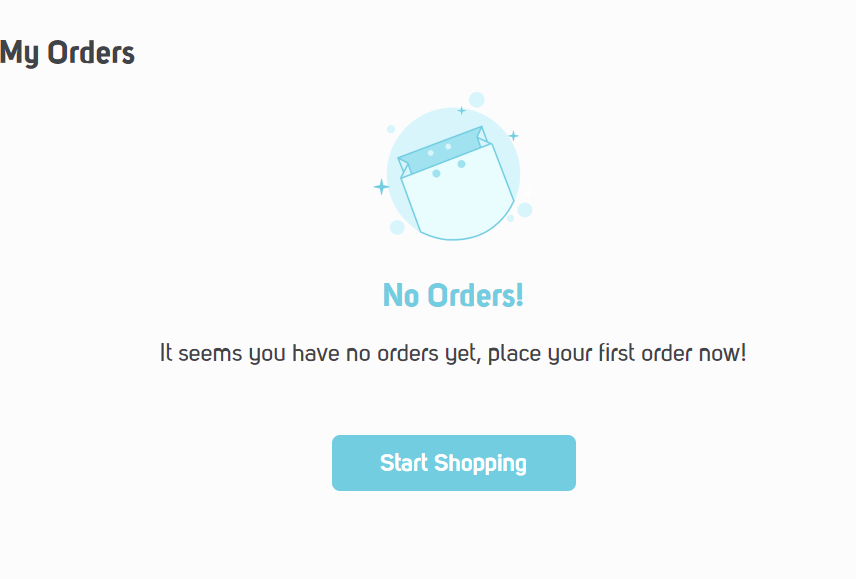 My Orders
No Orders!
It seems you have no orders yet, place your first order now!
Start Shopping